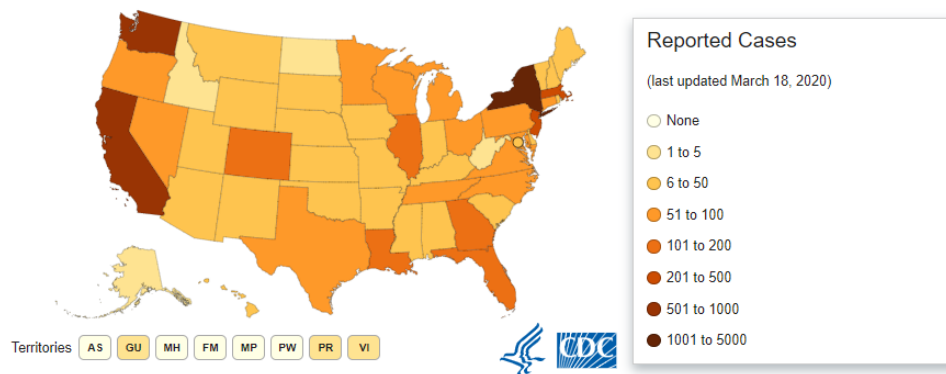 Reported Cases
(last updated March 18, 2020)
None
1 to 5
6 to 50
51 to 100
101 to 200
201 to 500
501 to 1000
1001 to 5000
Territories AS GU MH FM MP PW PR VI
CDC